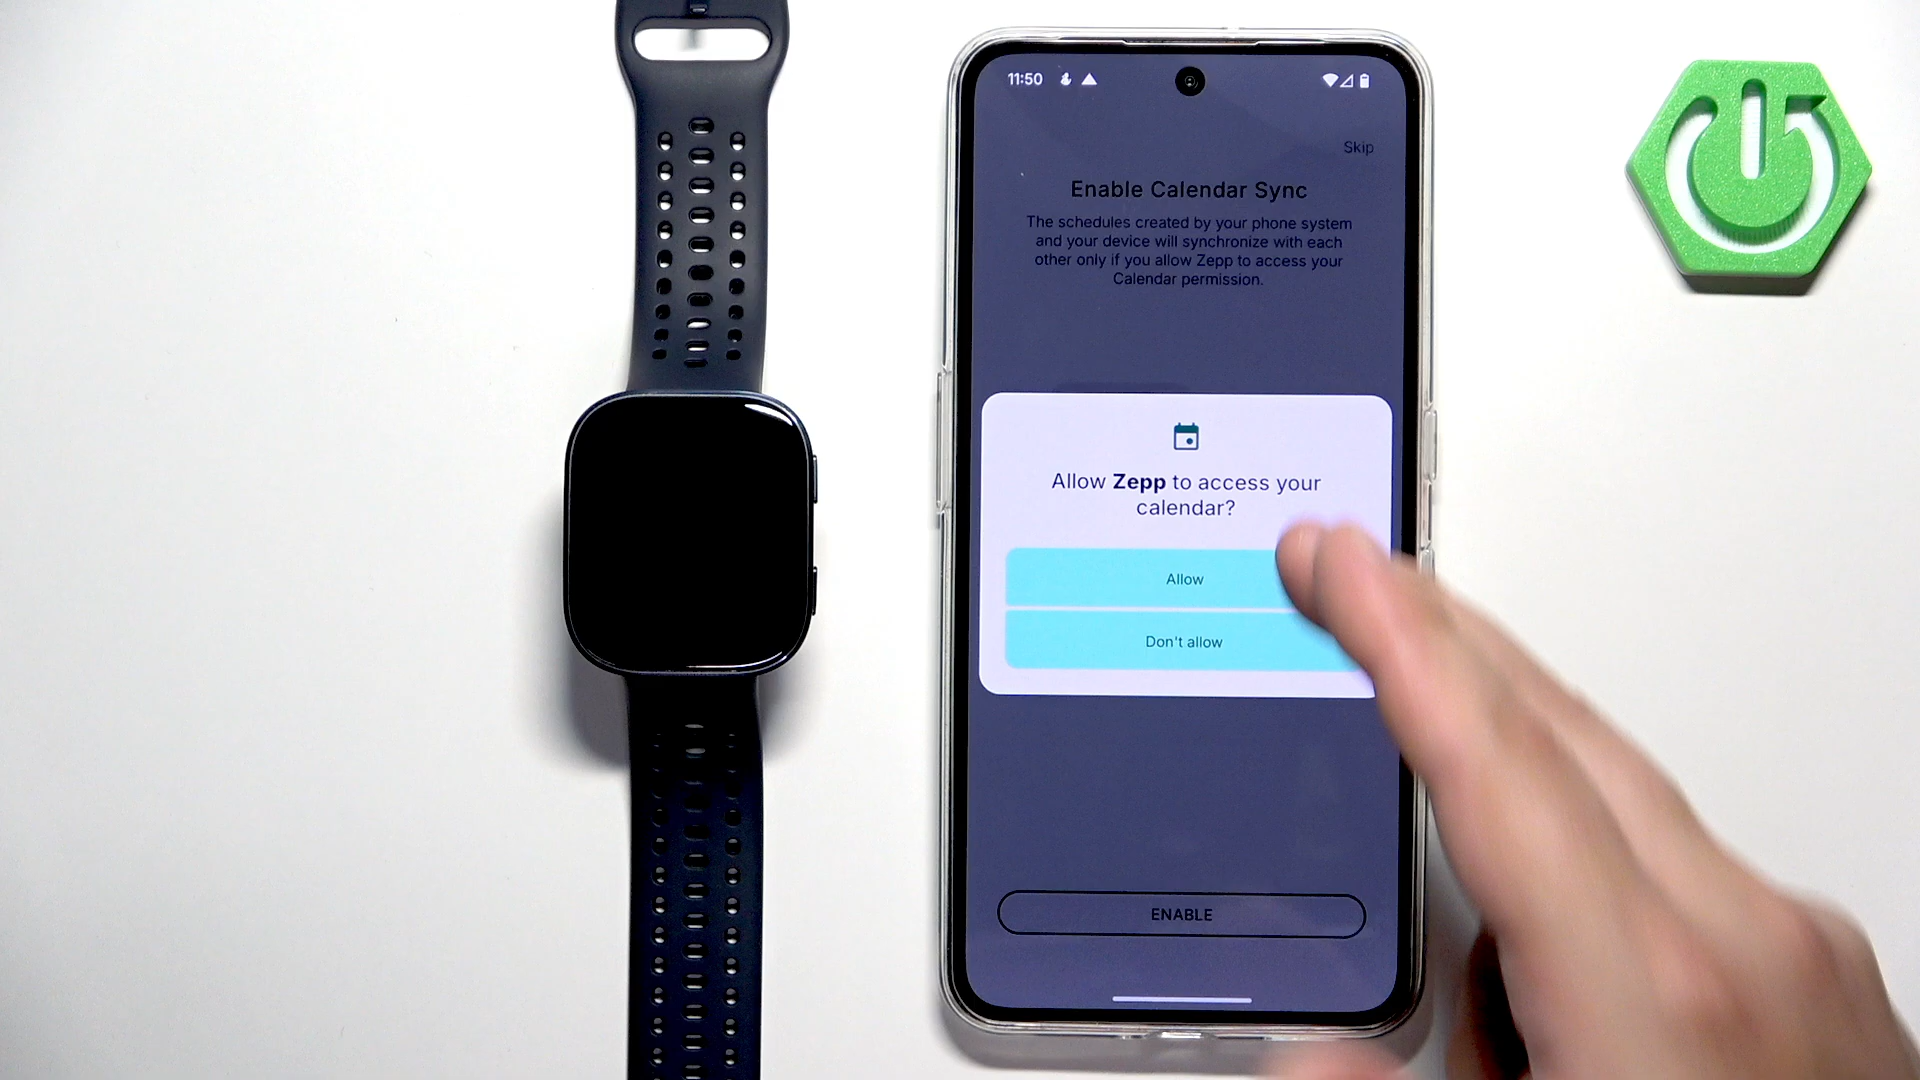 11:50
Skip
Enable Calendar Sync
The schedules created by your phone system
and your device will synchronize with each
other only if you allow Zepp to access your
Calendar permission.
Allow Zepp to access your
calendar?
Allow
Don't allow
ENABLE